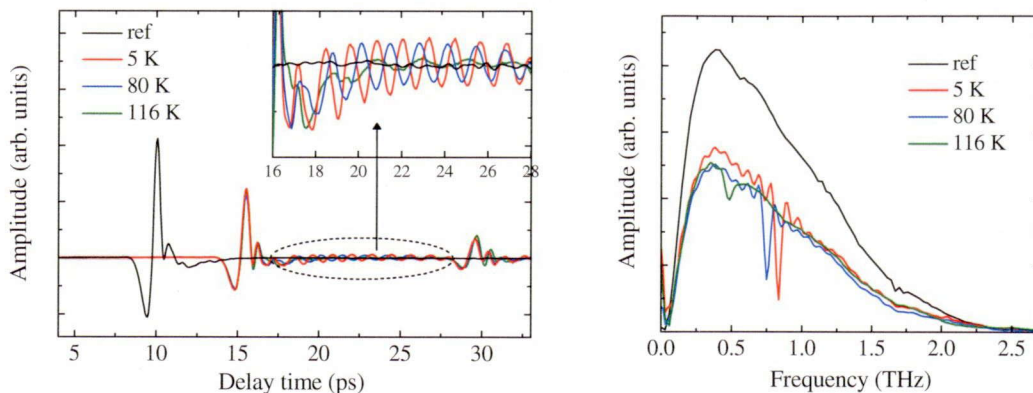 ref
5 K
80 K
116 K
16 18 20 22 24 26 28
Amplitude (arb. units)
5 10 15 20 25 30
Delay time (ps)
ref
5 K
80 K
116 K
Amplitude (arb. units)
0.0 0.5 1.0 1.5 2.0 2.5
Frequency (THz)